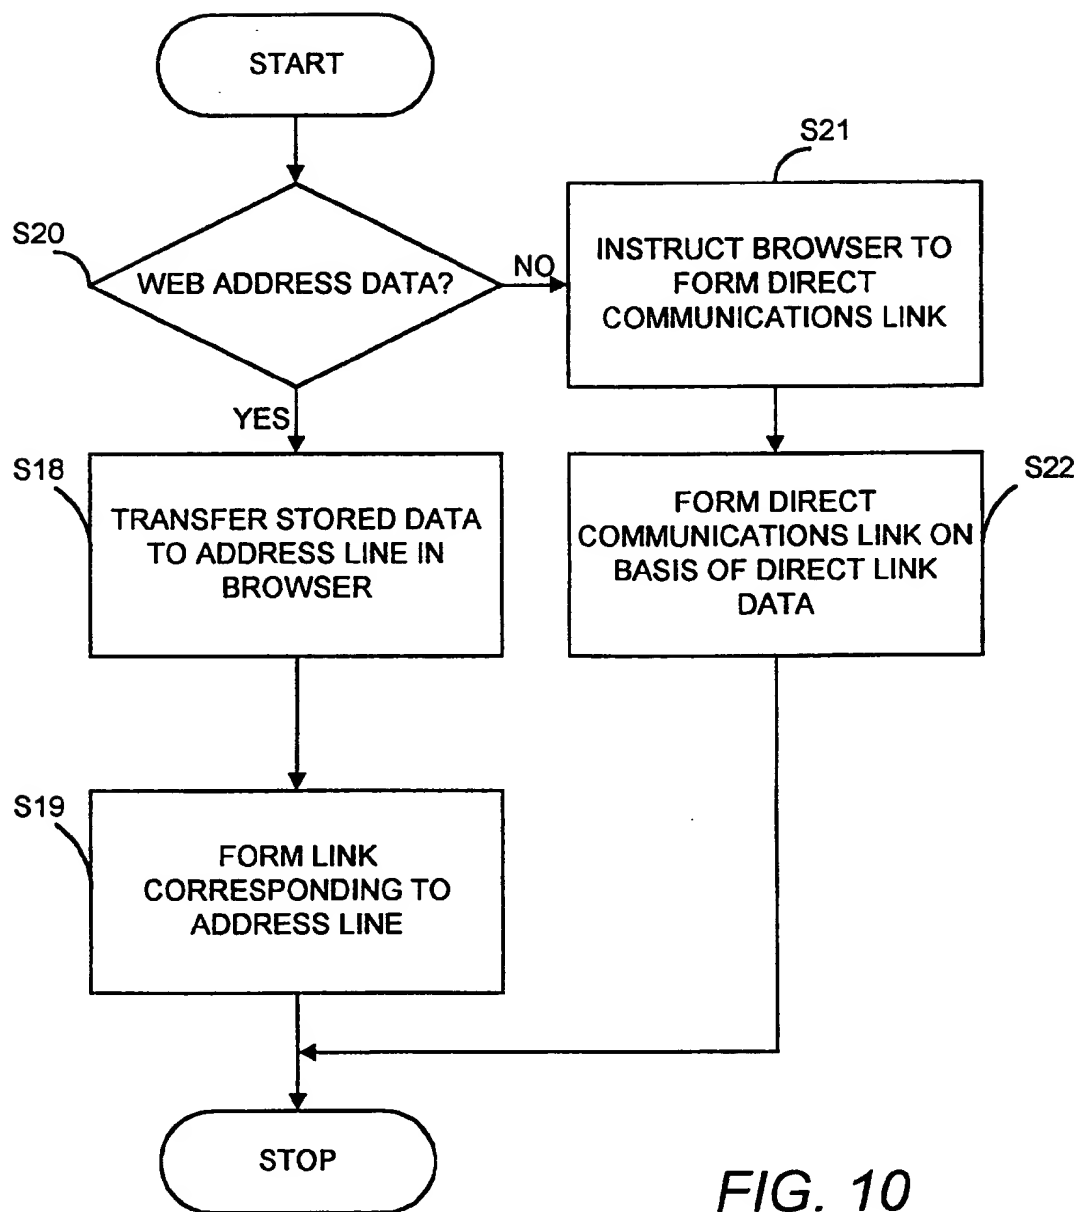 START
S21
S20
WEB ADDRESS DATA?
NO
INSTRUCT BROWSER TO
FORM DIRECT
COMMUNICATIONS LINK
YES
S18
TRANSFER STORED DATA
TO ADDRESS LINE IN
BROWSER
S22
FORM DIRECT
COMMUNICATIONS LINK ON
BASIS OF DIRECT LINK
DATA
S19
FORM LINK
CORRESPONDING TO
ADDRESS LINE
STOP
FIG. 10